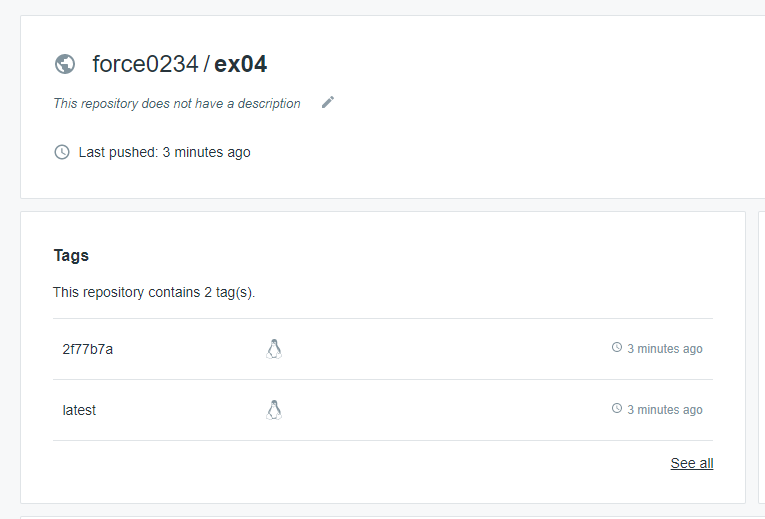 force0234 / ex04
This repository does not have a description
Last pushed: 3 minutes ago
Tags
This repository contains 2 tag(s).
2f77b7a 3 minutes ago
latest 3 minutes ago
See all